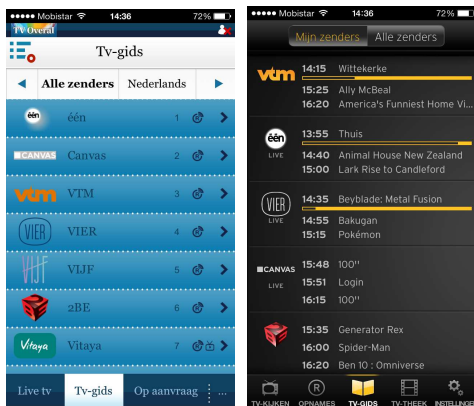 Mobistar 14:36 72%
TV Overal
Tv-gids
Alle zenders Nederlands
één één 1
CANVAS Canvas 2
vtm VTM 3
VIER VIER 4
VIJF VIJF 5
2BE 6
Vitaya Vitaya 7
Live tv Tv-gids Op aanvraag ...
Mobistar 14:36 72%
Mijn zenders Alle zenders
vtm 14:15 Wittekerke
15:25 Ally McBeal
16:20 America's Funniest Home Vi...
één 13:55 Thuis
LIVE 14:40 Animal House New Zealand
15:00 Lark Rise to Candleford
VIER 14:35 Beyblade: Metal Fusion
LIVE 14:55 Bakugan
15:15 Pokémon
CANVAS 15:48 100"
LIVE 15:51 Login
16:15 100"
15:35 Generator Rex
16:00 Spider-Man
16:20 Ben 10 : Omniverse
TV-KIJKEN OPNAMES TV-GIDS TV-THEEK INSTELLINGEN